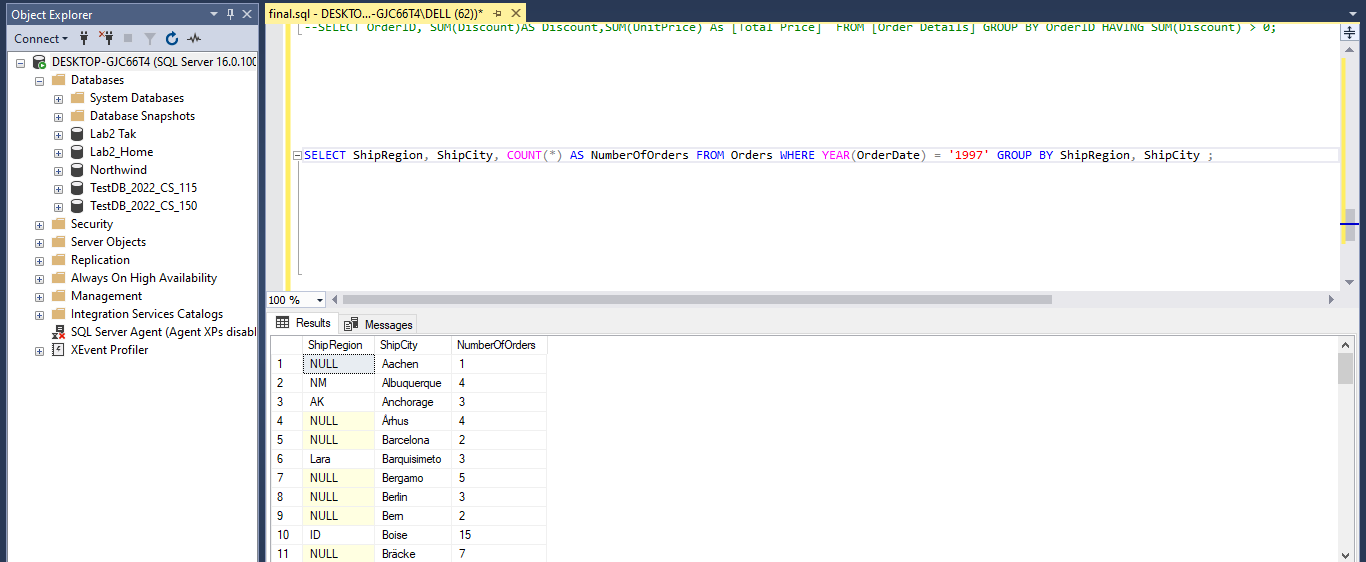 Object Explorer
Connect
DESKTOP-GJC66T4 (SQL Server 16.0.100
Databases
System Databases
Database Snapshots
Lab2 Tak
Lab2_Home
Northwind
TestDB_2022_CS_115
TestDB_2022_CS_150
Security
Server Objects
Replication
Always On High Availability
Management
Integration Services Catalogs
SQL Server Agent (Agent XPs disabl
XEvent Profiler
final.sql - DESKTO...-GJC66T4\DELL (62))*
--SELECT OrderID, SUM(Discount)AS Discount,SUM(UnitPrice) As [Total Price]  FROM [Order Details] GROUP BY OrderID HAVING SUM(Discount) > 0;
SELECT ShipRegion, ShipCity, COUNT(*) AS NumberOfOrders FROM Orders WHERE YEAR(OrderDate) = '1997' GROUP BY ShipRegion, ShipCity ;
100 %
Results Messages
ShipRegion ShipCity NumberOfOrders
1 NULL Aachen 1
2 NM Albuquerque 4
3 AK Anchorage 3
4 NULL Århus 4
5 NULL Barcelona 2
6 Lara Barquisimeto 3
7 NULL Bergamo 5
8 NULL Berlin 3
9 NULL Bern 2
10 ID Boise 15
11 NULL Bräcke 7